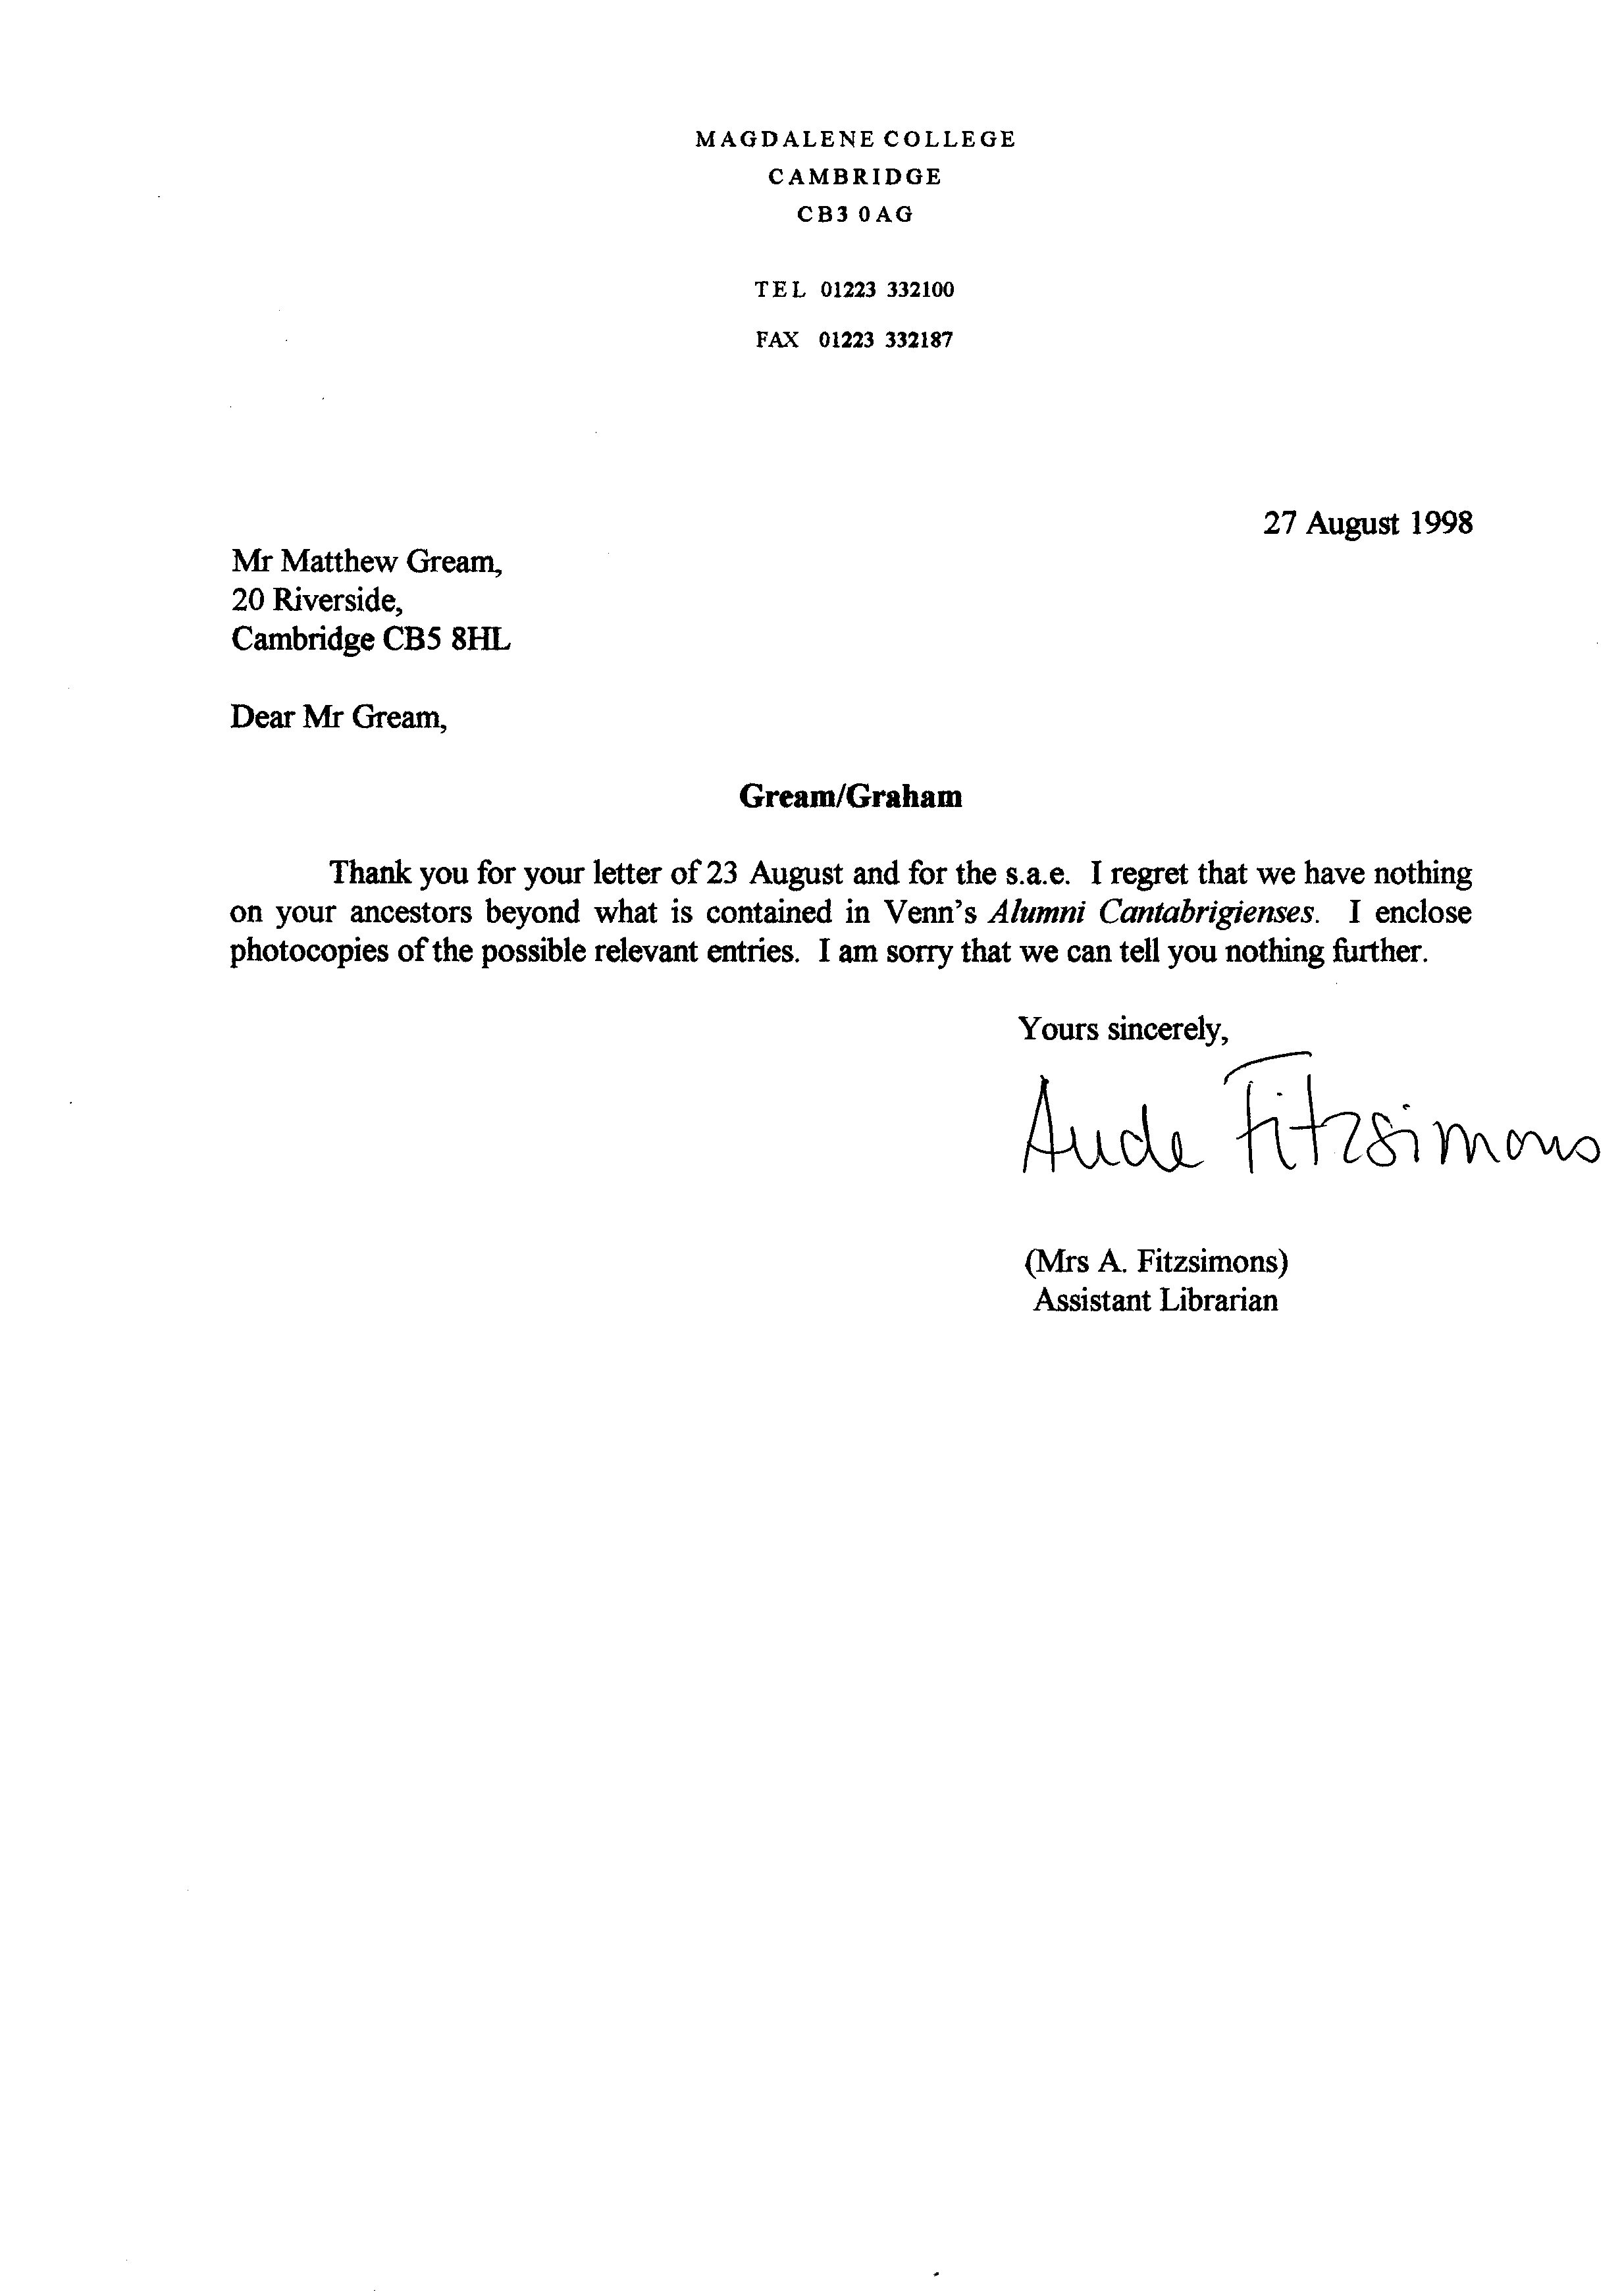 MAGDALENE COLLEGE
CAMBRIDGE
CB3 0AG
TEL 01223 332100
FAX 01223 332187
27 August 1998
Mr Matthew Gream,
20 Riverside,
Cambridge CB5 8HL
Dear Mr Gream,
Gream/Graham
Thank you for your letter of 23 August and for the s.a.e. I regret that we have nothing
on your ancestors beyond what is contained in Venn's Alumni Cantabrigienses. I enclose
photocopies of the possible relevant entries. I am sorry that we can tell you nothing further.
Yours sincerely,
Aude Fitzsimons
(Mrs A. Fitzsimons)
Assistant Librarian